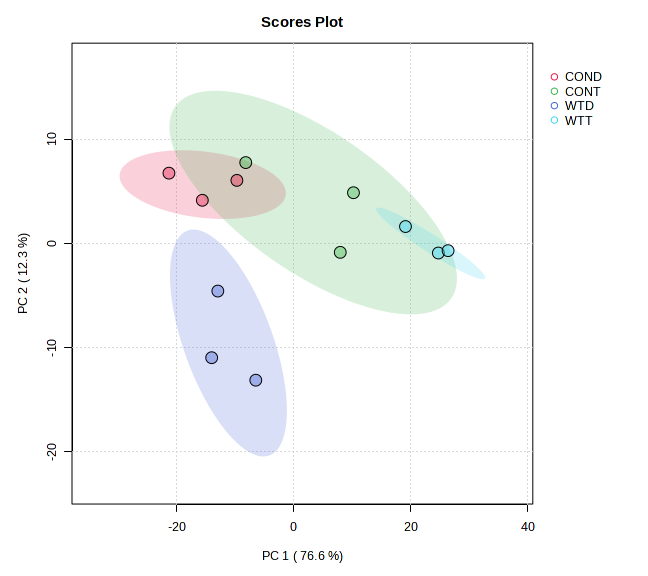 Scores Plot
COND
CONT
WTD
WTT
10
0
-10
-20
PC 2 ( 12.3 %)
-20
0
20
40
PC 1 ( 76.6 %)